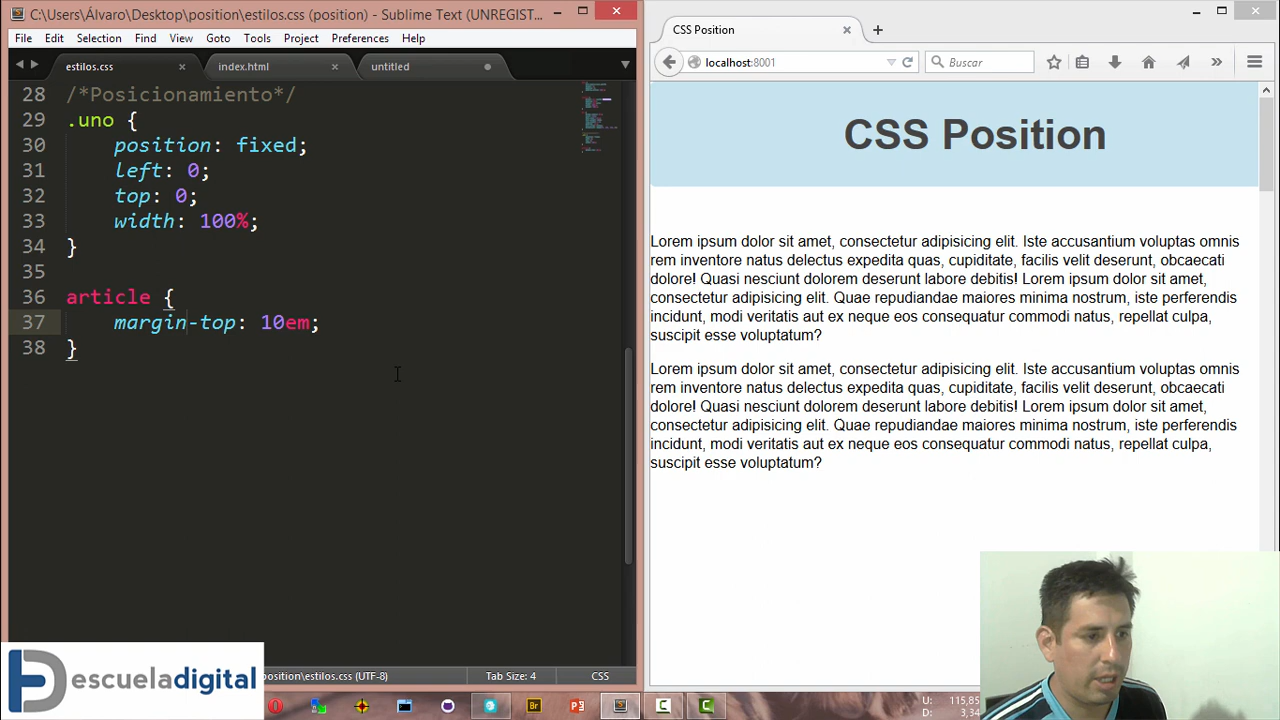 C:\Users\Álvaro\Desktop\position\estilos.css (position) - Sublime Text (UNREGIST...
File Edit Selection Find View Goto Tools Project Preferences Help
estilos.css
index.html
untitled
28 /*Posicionamiento*/
29 .uno {
30 position: fixed;
31 left: 0;
32 top: 0;
33 width: 100%;
34 }
35
36 article {
37 margin-top: 10em;
38 }
position\estilos.css (UTF-8) Tab Size: 4 CSS
escueladigital
CSS Position
localhost:8001
Buscar
CSS Position
Lorem ipsum dolor sit amet, consectetur adipisicing elit. Iste accusantium voluptas omnis
rem inventore natus delectus expedita quas, cupiditate, facilis velit deserunt, obcaecati
dolore! Quasi nesciunt dolorem deserunt labore debitis! Lorem ipsum dolor sit amet,
consectetur adipisicing elit. Quae repudiandae maiores minima nostrum, iste perferendis
incidunt, modi veritatis aut ex neque eos consequatur commodi natus, repellat culpa,
suscipit esse voluptatum?
Lorem ipsum dolor sit amet, consectetur adipisicing elit. Iste accusantium voluptas omnis
rem inventore natus delectus expedita quas, cupiditate, facilis velit deserunt, obcaecati
dolore! Quasi nesciunt dolorem deserunt labore debitis! Lorem ipsum dolor sit amet,
consectetur adipisicing elit. Quae repudiandae maiores minima nostrum, iste perferendis
incidunt, modi veritatis aut ex neque eos consequatur commodi natus, repellat culpa,
suscipit esse voluptatum?
Br
U: 115,85
D: 3,34